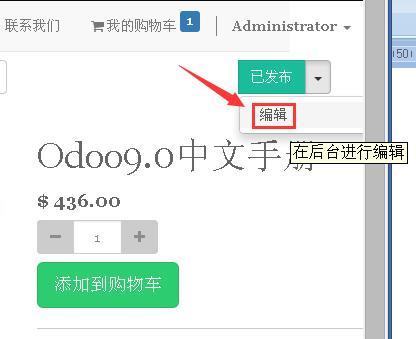 联系我们 我的购物车 1 Administrator
已发布
50
编辑
在后台进行编辑
Odoo9.0中文手册
$ 436.00
− 1 +
添加到购物车